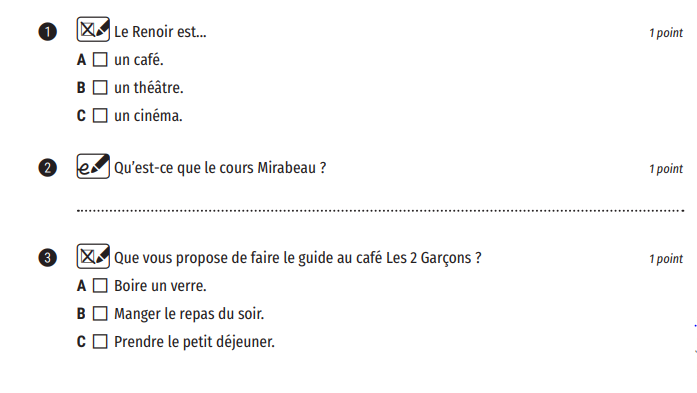 1 Le Renoir est... 1 point
A un café.
B un théâtre.
C un cinéma.
2 Qu'est-ce que le cours Mirabeau ? 1 point
3 Que vous propose de faire le guide au café Les 2 Garçons ? 1 point
A Boire un verre.
B Manger le repas du soir.
C Prendre le petit déjeuner.